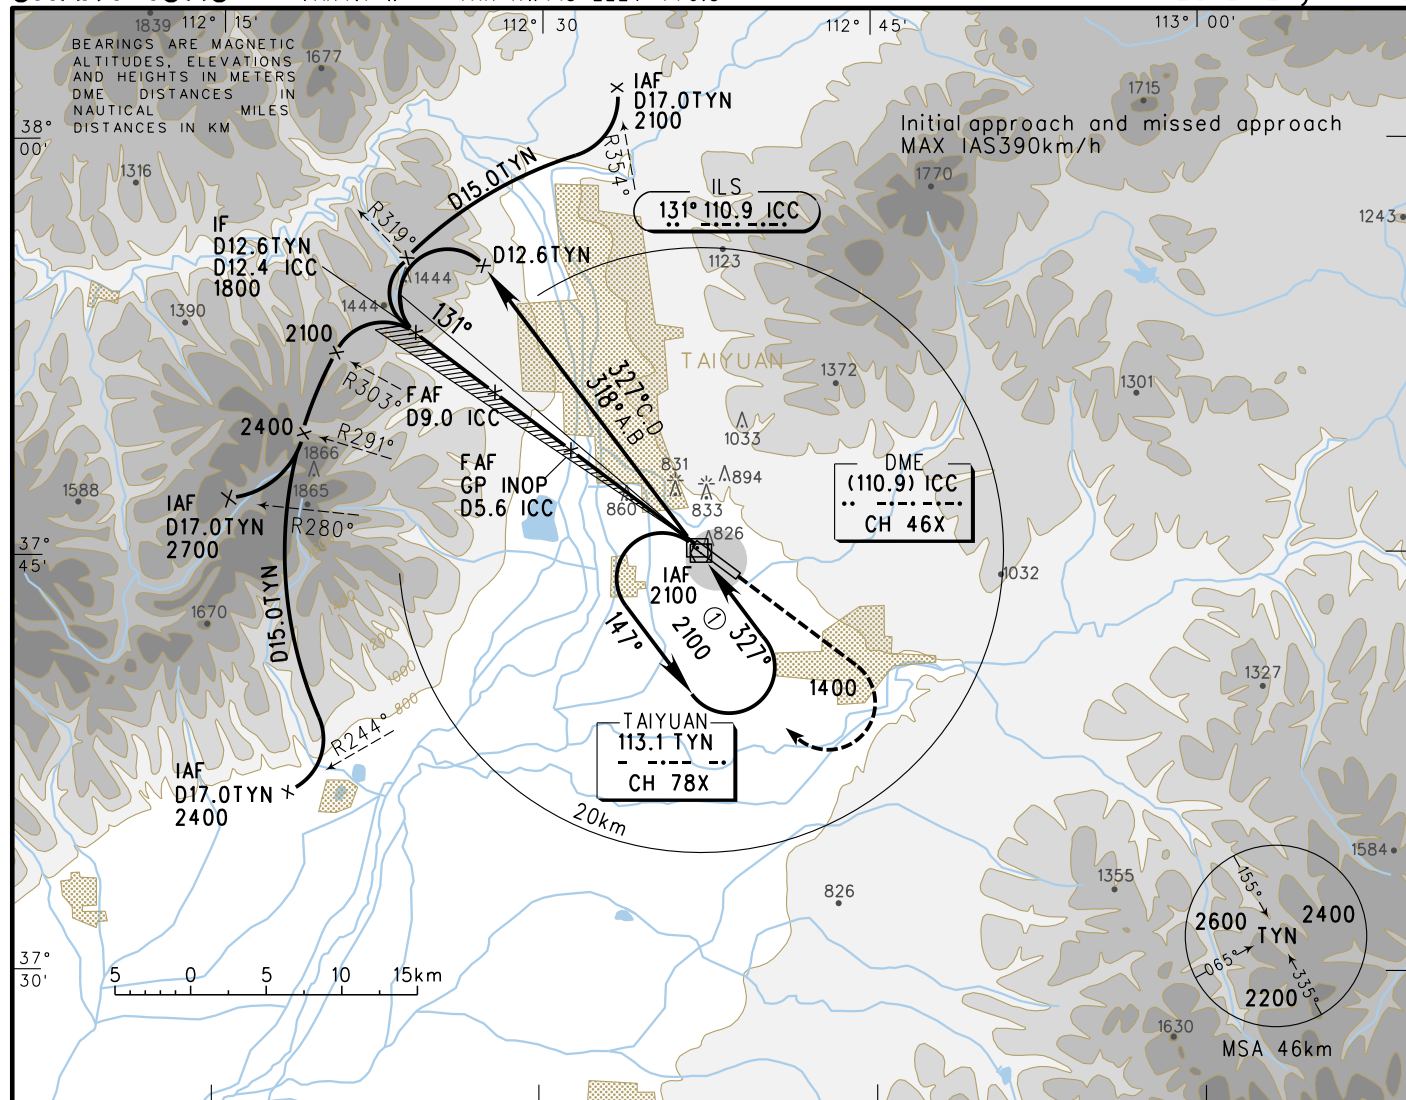 112° 15'
112° 30'
112° 45'
113° 00'
BEARINGS ARE MAGNETIC
ALTITUDES, ELEVATIONS
AND HEIGHTS IN METERS
DME DISTANCES IN
NAUTICAL MILES
DISTANCES IN KM
1839
1677
IAF
D17.0TYN
2100
1715
Initial approach and missed approach
MAX IAS390km/h
38°
00'
1316
D15.0TYN
R354°
1770
ILS
131° 110.9 ICC
R319°
1243
IF
D12.6TYN
D12.4 ICC
1800
D12.6TYN
1123
1444
1444
1390
2100
131°
TAIYUAN
R303°
327°C.D
318°A.B
1372
1301
FAF
D9.0 ICC
2400
R291°
1033
1866
FAF
GP INOP
D5.6 ICC
831
894
DME
(110.9) ICC
CH 46X
1588
1865
860
833
IAF
D17.0TYN
2700
R280°
826
37°
45'
IAF
2100
1032
1670
D15.0TYN
147°
2100
1
327°
1400
1200
1000
800
1400
1327
R244°
TAIYUAN
113.1 TYN
CH 78X
IAF
D17.0TYN
2400
20km
1584
1355
826
155°
2600
2400
TYN
065°
335°
2200
37°
30'
5 0 5 10 15km
1630
MSA 46km